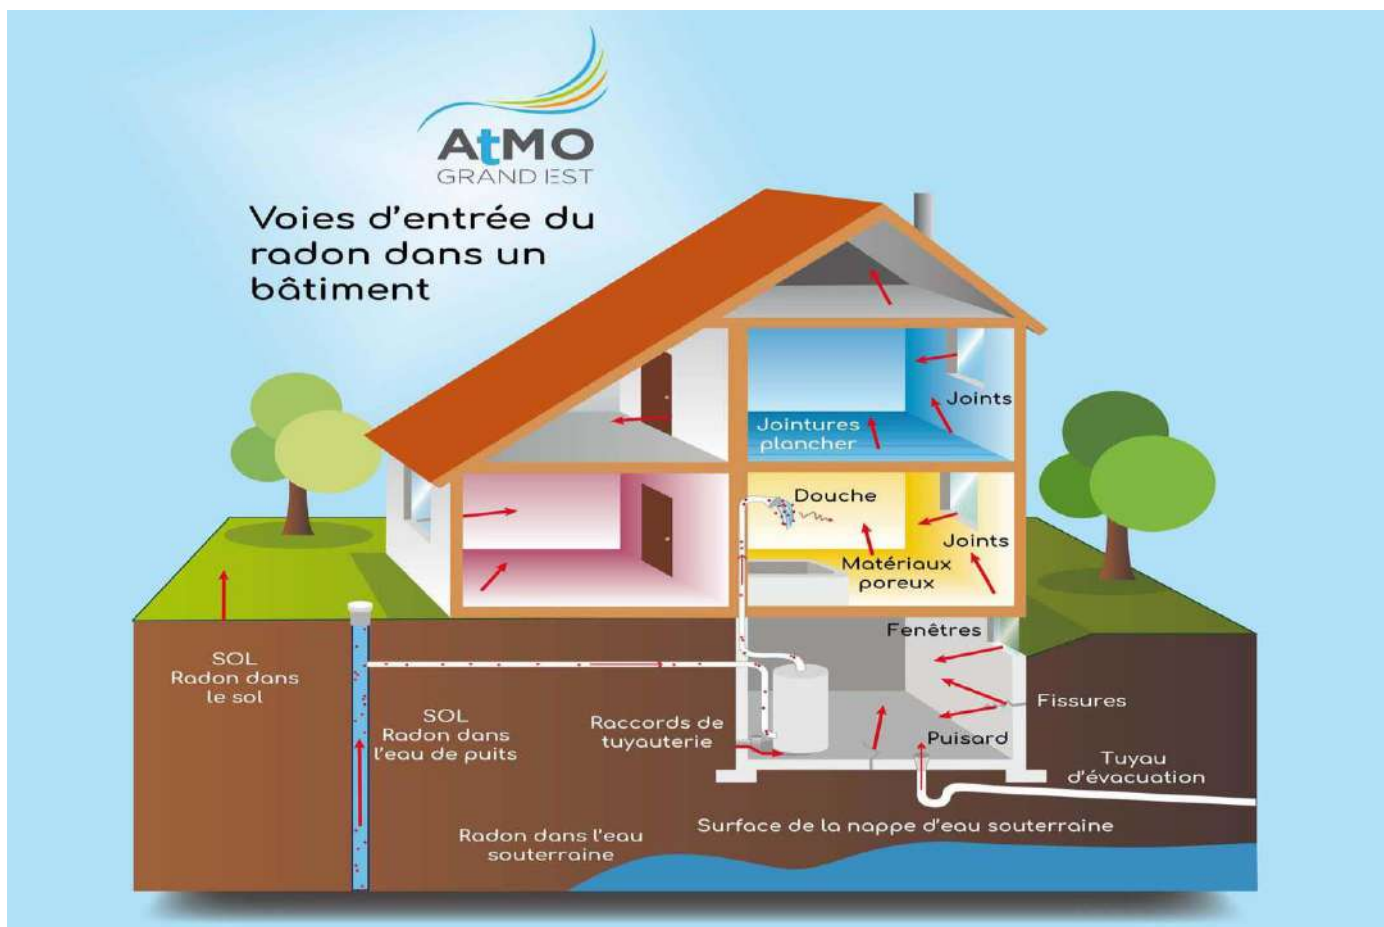 AtMO
GRAND EST
Voies d'entrée du
radon dans un
bâtiment
Joints
Jointures
plancher
Douche
Joints
Matériaux
poreux
Fenêtres
SOL
Radon dans
le sol
SOL
Radon dans
l'eau de puits
Raccords de
tuyauterie
Fissures
Puisard
Tuyau
d'évacuation
Surface de la nappe d'eau souterraine
Radon dans l'eau
souterraine